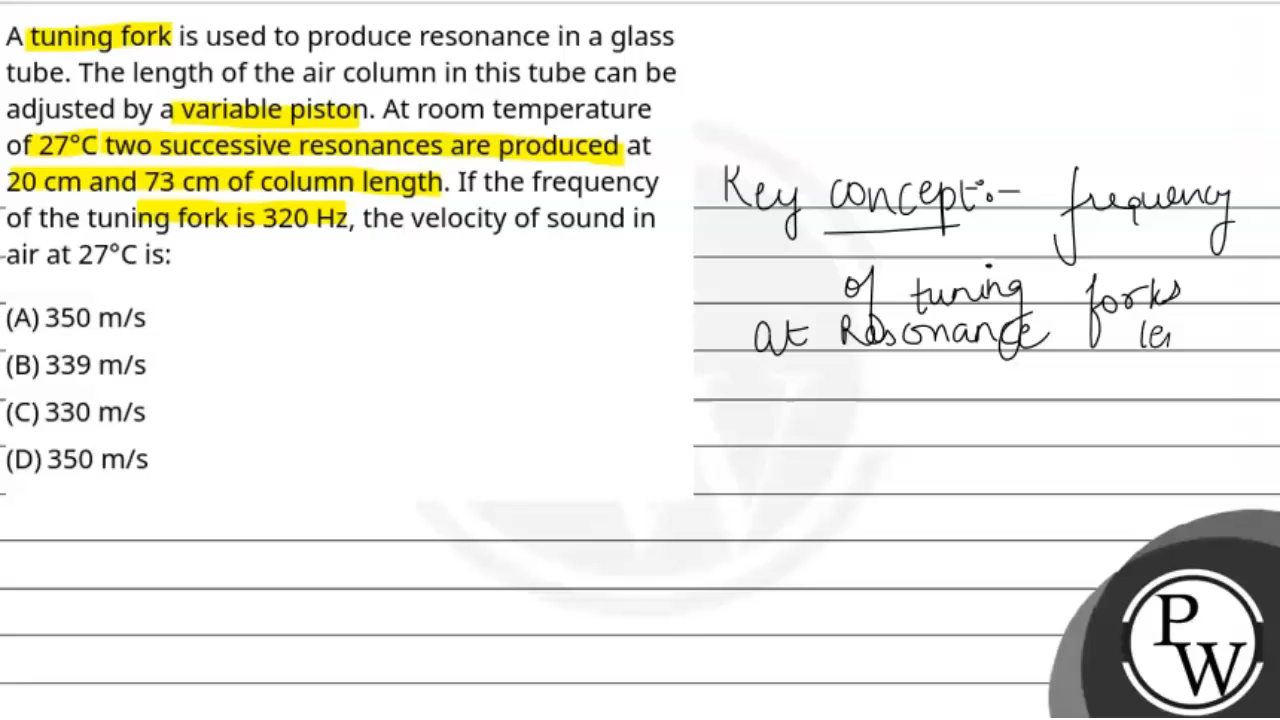 A tuning fork is used to produce resonance in a glass
tube. The length of the air column in this tube can be
adjusted by a variable piston. At room temperature
of 27°C two successive resonances are produced at
20 cm and 73 cm of column length. If the frequency
of the tuning fork is 320 Hz, the velocity of sound in
air at 27°C is:
(A) 350 m/s
(B) 339 m/s
(C) 330 m/s
(D) 350 m/s
Key concept:- frequency
of tuning forks
at Resonance
PW